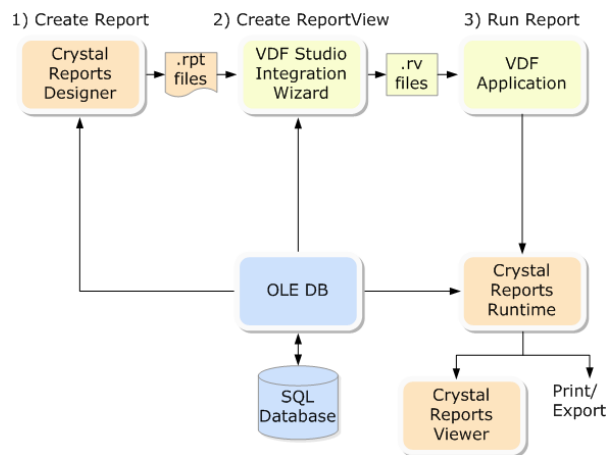 1) Create Report
2) Create ReportView
3) Run Report
Crystal
Reports
Designer
.rpt
files
VDF Studio
Integration
Wizard
.rv
files
VDF
Application
OLE DB
Crystal
Reports
Runtime
SQL
Database
Crystal
Reports
Viewer
Print/
Export